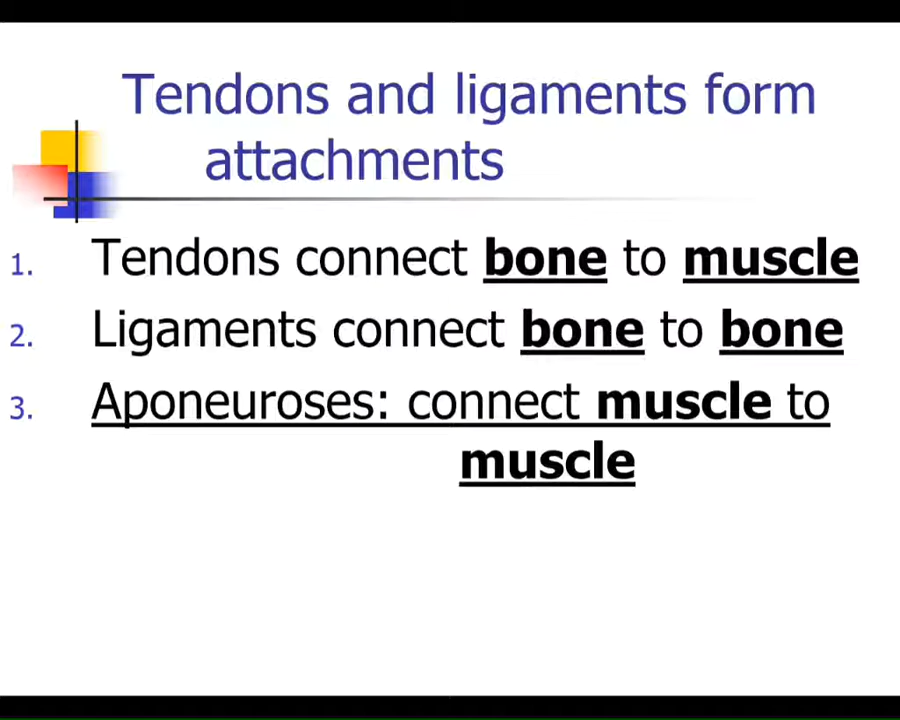 Tendons and ligaments form
attachments
1. Tendons connect bone to muscle
2. Ligaments connect bone to bone
3. Aponeuroses: connect muscle to
muscle